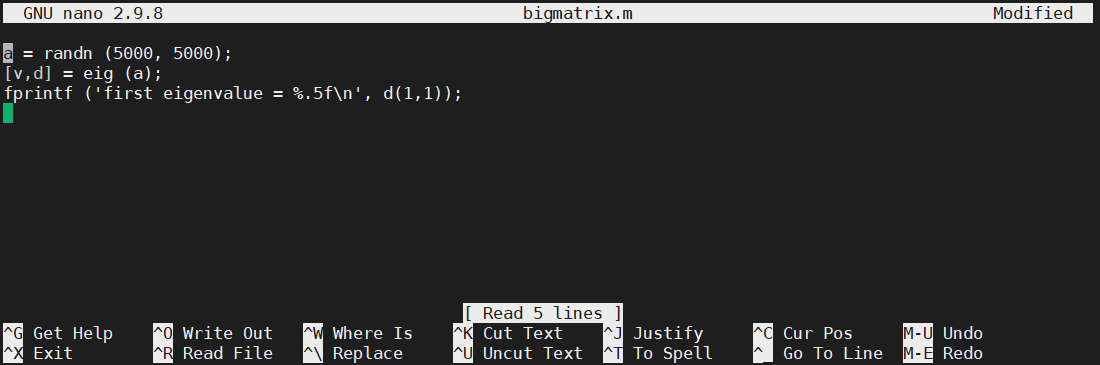 GNU nano 2.9.8 bigmatrix.m Modified
a = randn (5000, 5000);
[v,d] = eig (a);
fprintf ('first eigenvalue = %.5f\n', d(1,1));
[ Read 5 lines ]
^G Get Help ^O Write Out ^W Where Is ^K Cut Text ^J Justify ^C Cur Pos M-U Undo
^X Exit ^R Read File ^\ Replace ^U Uncut Text ^T To Spell ^_ Go To Line M-E Redo